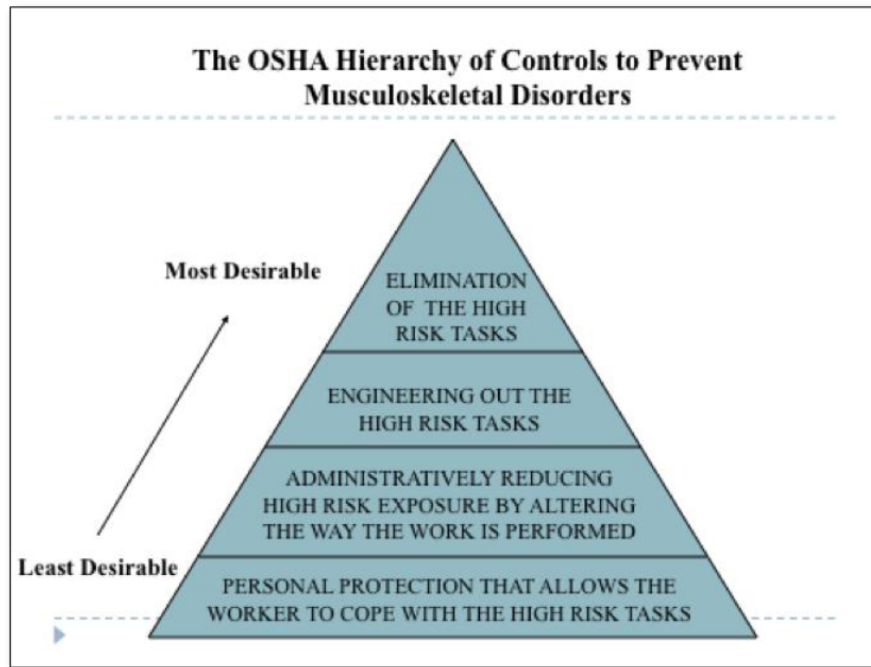 The OSHA Hierarchy of Controls to Prevent
Musculoskeletal Disorders
Most Desirable
ELIMINATION
OF THE HIGH
RISK TASKS
ENGINEERING OUT THE
HIGH RISK TASKS
ADMINISTRATIVELY REDUCING
HIGH RISK EXPOSURE BY ALTERING
THE WAY THE WORK IS PERFORMED
Least Desirable
PERSONAL PROTECTION THAT ALLOWS THE
WORKER TO COPE WITH THE HIGH RISK TASKS